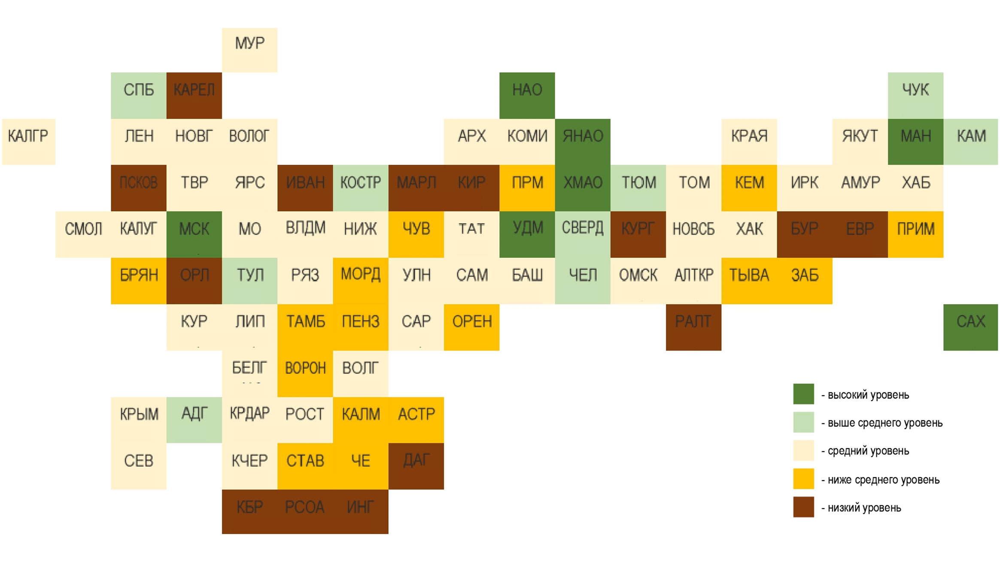 МУР
СПБ КАРЕЛ НАО ЧУК
КАЛГР ЛЕН НОВГ ВОЛОГ АРХ КОМИ ЯНАО КРАЯ ЯКУТ МАН КАМ
ПСКОВ ТВР ЯРС ИВАН КОСТР МАРЛ КИР ПРМ ХМАО ТЮМ ТОМ КЕМ ИРК АМУР ХАБ
СМОЛ КАЛУГ МСК МО ВЛДМ НИЖ ЧУВ ТАТ УДМ СВЕРД КУРГ НОВСБ ХАК БУР ЕВР ПРИМ
БРЯН ОРЛ ТУЛ РЯЗ МОРД УЛН САМ БАШ ЧЕЛ ОМСК АЛТКР ТЫВА ЗАБ
КУР ЛИП ТАМБ ПЕНЗ САР ОРЕН РАЛТ САХ
БЕЛГ ВОРОН ВОЛГ
КРЫМ АДГ КРДАР РОСТ КАЛМ АСТР
СЕВ КЧЕР СТАВ ЧЕ ДАГ
КБР РСОА ИНГ
- высокий уровень
- выше среднего уровень
- средний уровень
- ниже среднего уровень
- низкий уровень